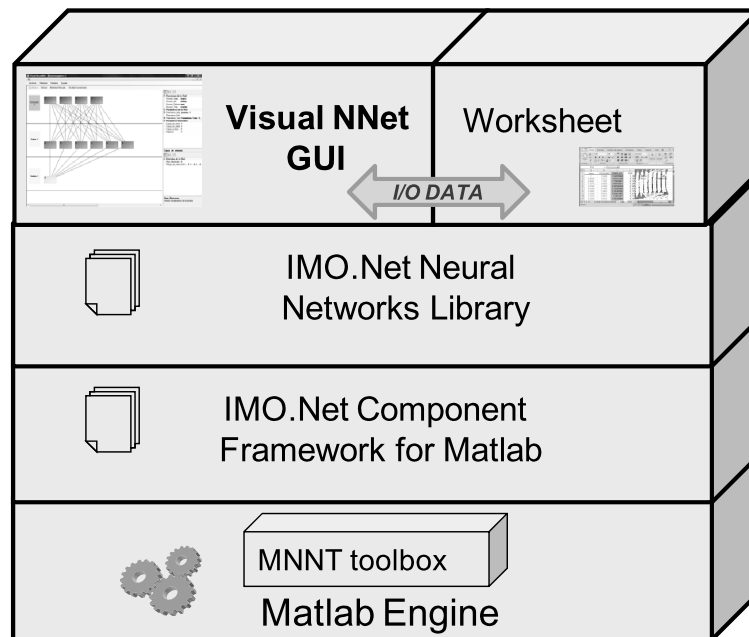 Visual NNet
GUI
Worksheet
I/O DATA
IMO.Net Neural
Networks Library
IMO.Net Component
Framework for Matlab
MNNT toolbox
Matlab Engine